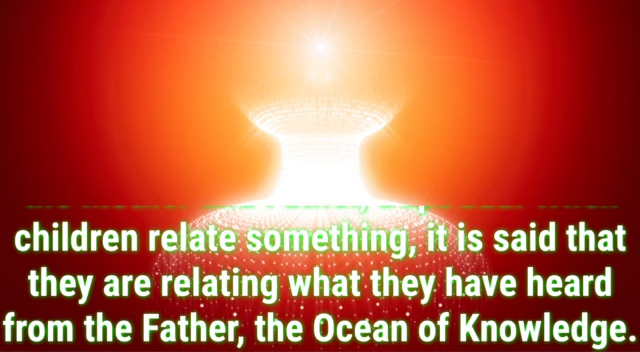 children relate something, it is said that
they are relating what they have heard
from the Father, the Ocean of Knowledge.